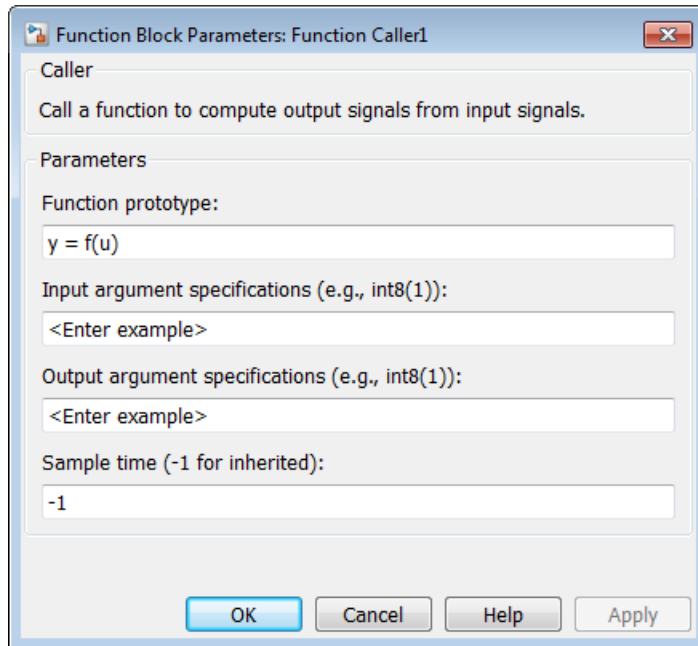 Function Block Parameters: Function Caller1
Caller
Call a function to compute output signals from input signals.
Parameters
Function prototype:
y = f(u)
Input argument specifications (e.g., int8(1)):
<Enter example>
Output argument specifications (e.g., int8(1)):
<Enter example>
Sample time (-1 for inherited):
-1
OK Cancel Help Apply